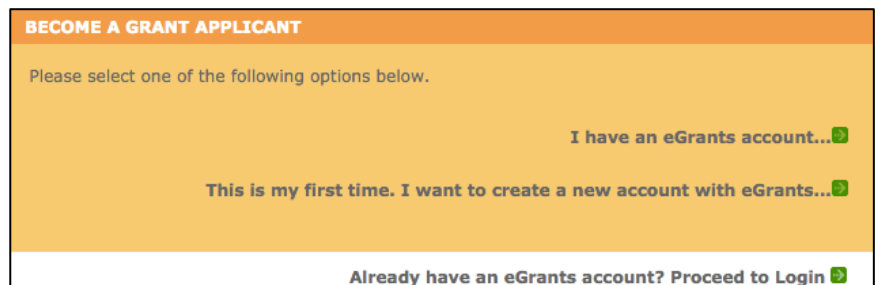 BECOME A GRANT APPLICANT
Please select one of the following options below.
I have an eGrants account...
This is my first time. I want to create a new account with eGrants...
Already have an eGrants account? Proceed to Login